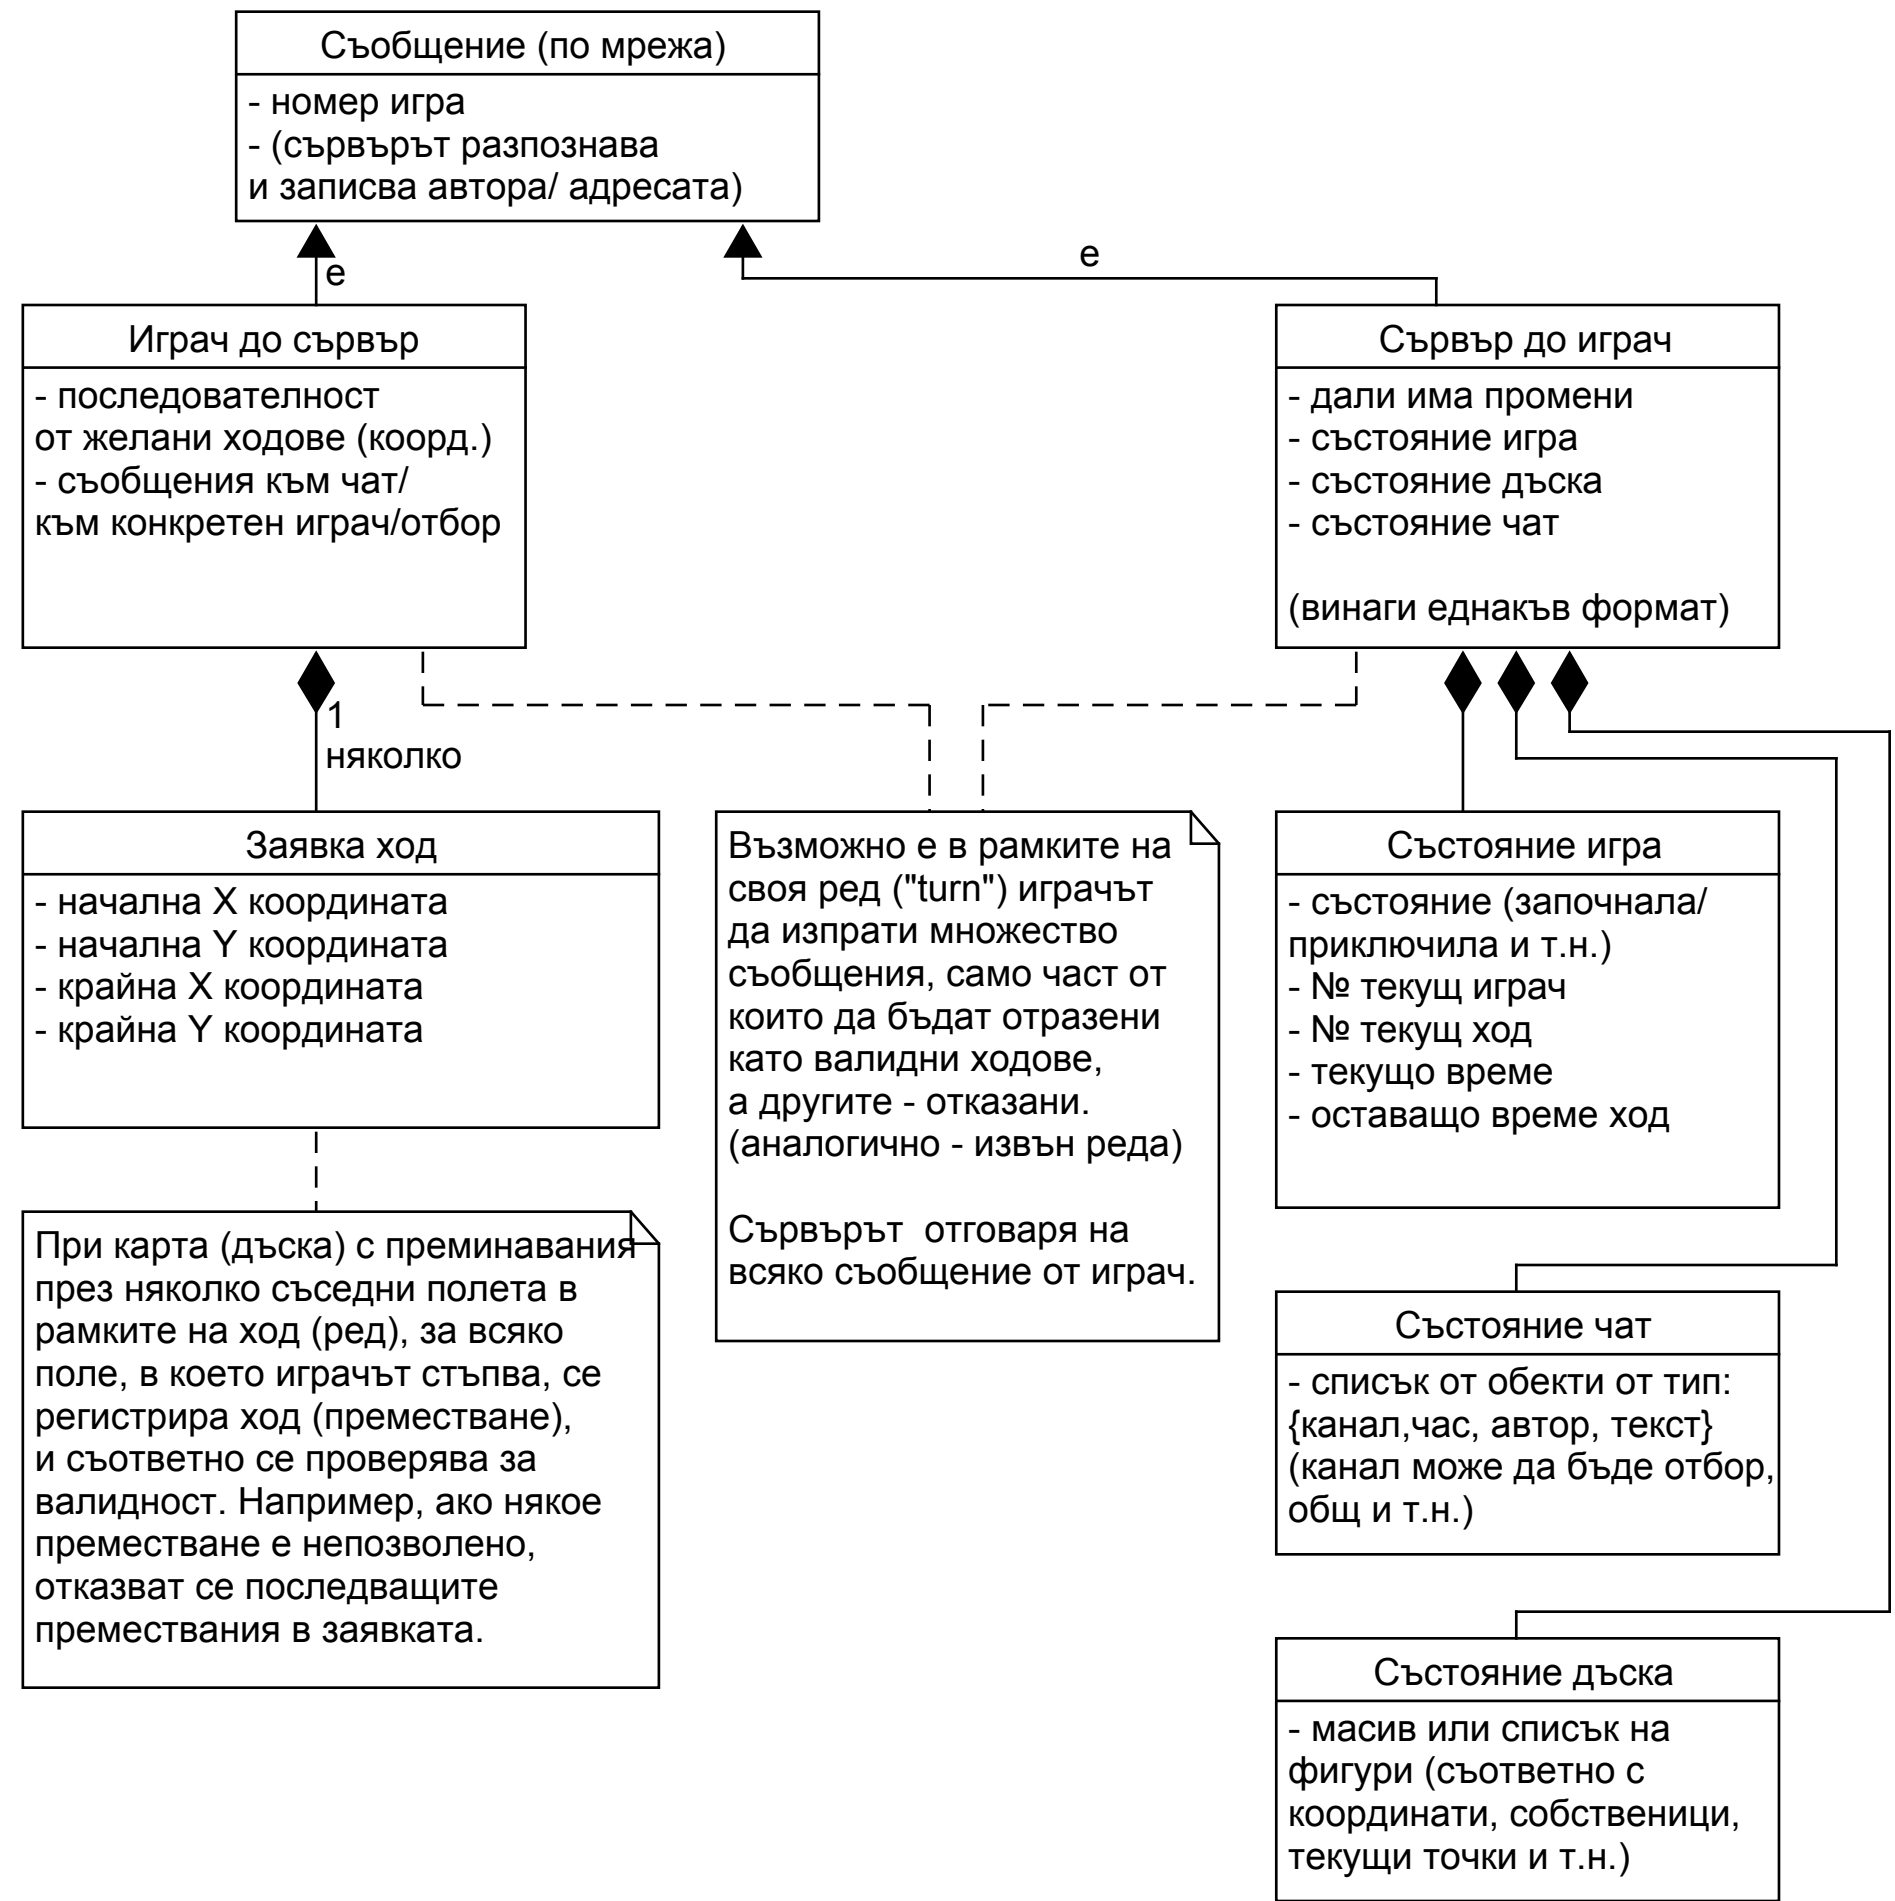 Съобщение (по мрежа)
- номер игра
- (сървърът разпознава
и записва автора/ адресата)
е
е
Играч до сървър
- последователност
от желани ходове (коорд.)
- съобщения към чат/
към конкретен играч/отбор
Сървър до играч
- дали има промени
- състояние игра
- състояние дъска
- състояние чат
(винаги еднакъв формат)
1
няколко
Заявка ход
- начална X координата
- начална Y координата
- крайна X координата
- крайна Y координата
Възможно е в рамките на
своя ред ("turn") играчът
да изпрати множество
съобщения, само част от
които да бъдат отразени
като валидни ходове,
а другите - отказани.
(аналогично - извън реда)
Сървърът  отговаря на
всяко съобщение от играч.
Състояние игра
- състояние (започнала/
приключила и т.н.)
- № текущ играч
- № текущ ход
- текущо време
- оставащо време ход
При карта (дъска) с преминавания
през няколко съседни полета в
рамките на ход (ред), за всяко
поле, в което играчът стъпва, се
регистрира ход (преместване),
и съответно се проверява за
валидност. Например, ако някое
преместване е непозволено,
отказват се последващите
премествания в заявката.
Състояние чат
- списък от обекти от тип:
{канал,час, автор, текст}
(канал може да бъде отбор,
общ и т.н.)
Състояние дъска
- масив или списък на
фигури (съответно с
координати, собственици,
текущи точки и т.н.)